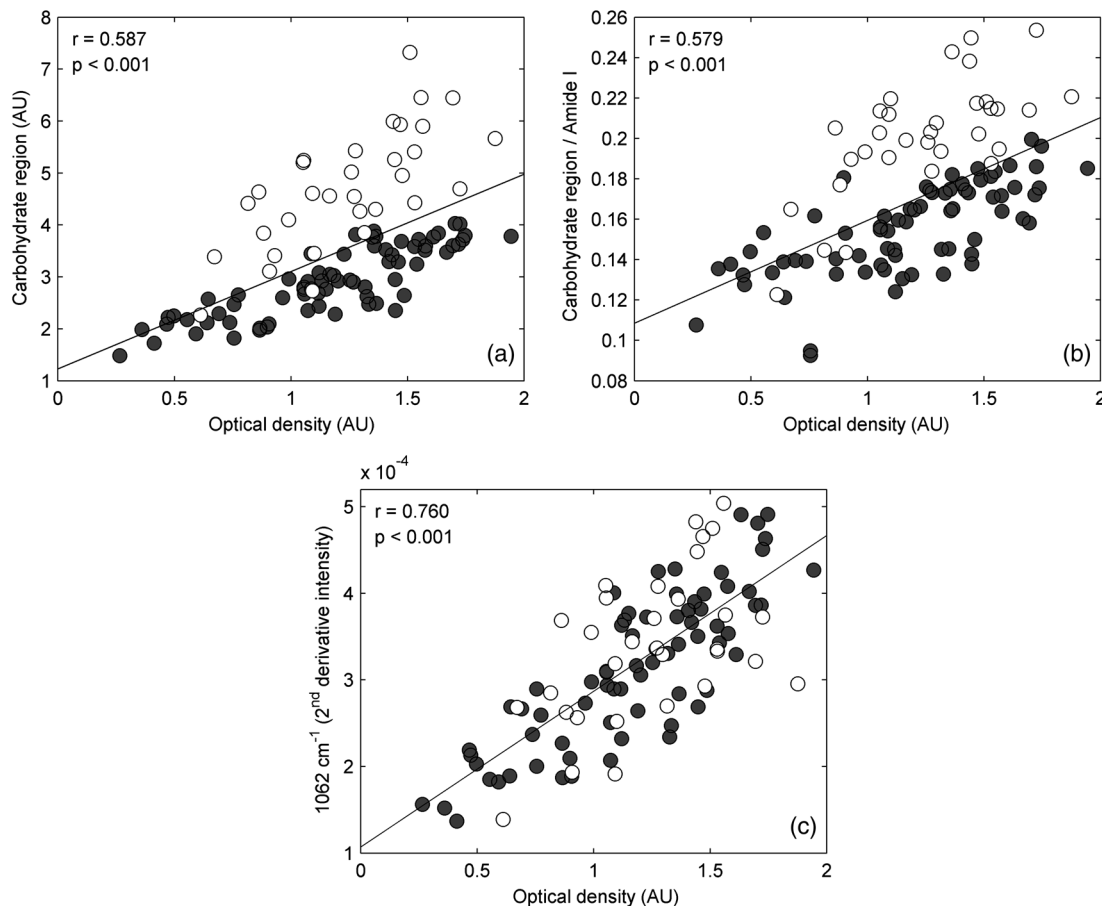 8
7
6
5
4
3
2
1
0
0.5
1
1.5
2
r = 0.587
p < 0.001
(a)
Carbohydrate region (AU)
Optical density (AU)
0.26
0.24
0.22
0.2
0.18
0.16
0.14
0.12
0.1
0.08
0
0.5
1
1.5
2
r = 0.579
p < 0.001
(b)
Carbohydrate region / Amide I
Optical density (AU)
x 10⁻⁴
5
4
3
2
1
0
0.5
1
1.5
2
r = 0.760
p < 0.001
(c)
1062 cm⁻¹ (2ⁿᵈ derivative intensity)
Optical density (AU)